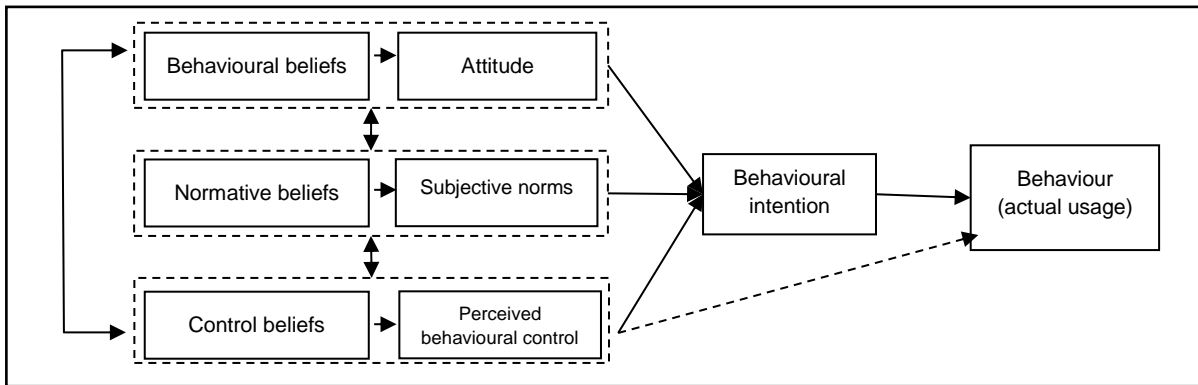 Behavioural beliefs
Attitude
Normative beliefs
Subjective norms
Control beliefs
Perceived
behavioural control
Behavioural
intention
Behaviour
(actual usage)